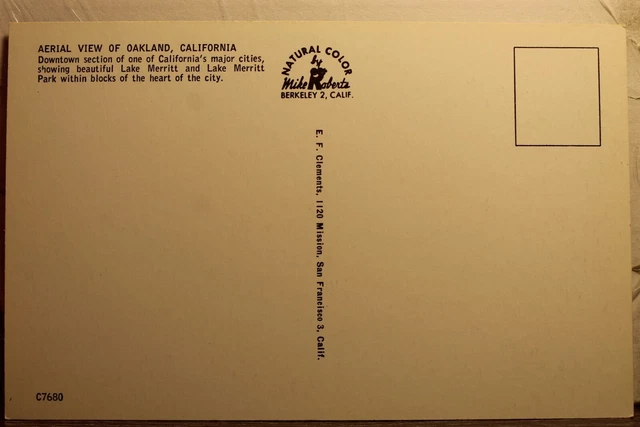 AERIAL VIEW OF OAKLAND, CALIFORNIA
Downtown section of one of California's major cities,
showing beautiful Lake Merritt and Lake Merritt
Park within blocks of the heart of the city.
NATURAL COLOR
by
Mike Roberts
BERKELEY 2, CALIF.
E. F. Clements, 1120 Mission, San Francisco 3, Calif.
C7680